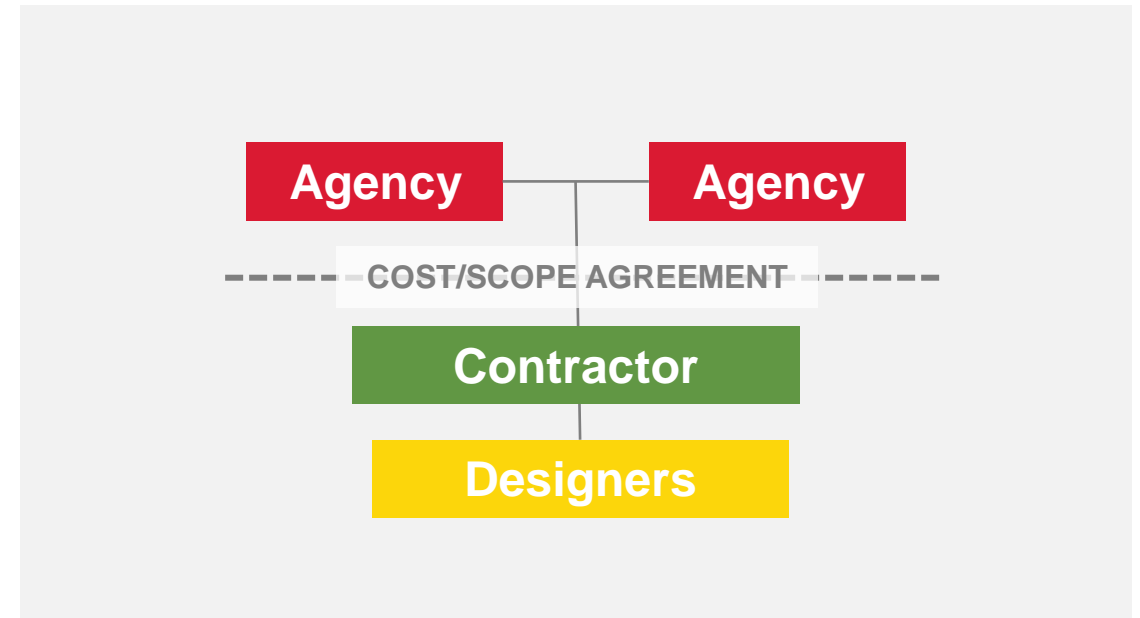 Agency
Agency
COST/SCOPE AGREEMENT
Contractor
Designers